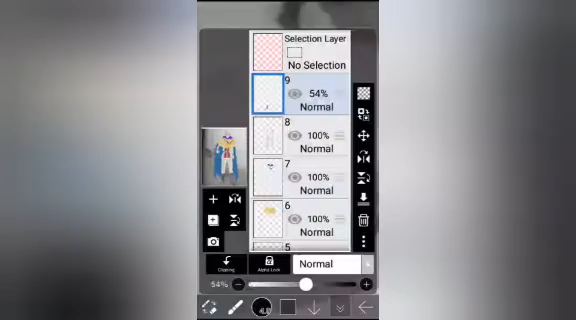 Selection Layer
No Selection
9
54%
Normal
8
100%
Normal
7
100%
Normal
6
100%
Normal
5
Clipping
Alpha Lock
Normal
54%